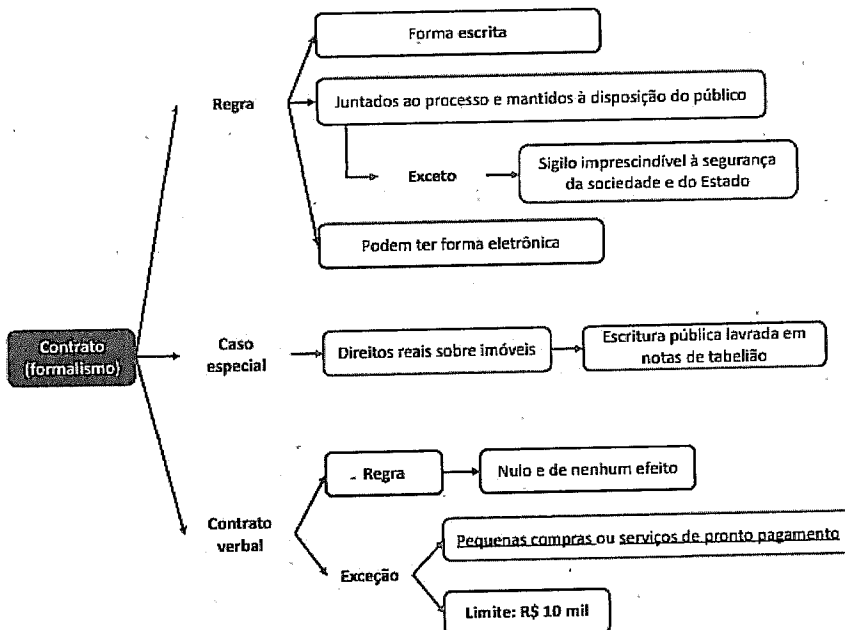 Forma escrita
Regra
Juntados ao processo e mantidos à disposição do público
Exceto
Sigilo imprescindível à segurança
da sociedade e do Estado
Podem ter forma eletrônica
Contrato
(formalismo)
Caso
especial
Direitos reais sobre imóveis
Escritura pública lavrada em
notas de tabelião
Regra
Nulo e de nenhum efeito
Contrato
verbal
Pequenas compras ou serviços de pronto pagamento
Exceção
Limite: R$ 10 mil